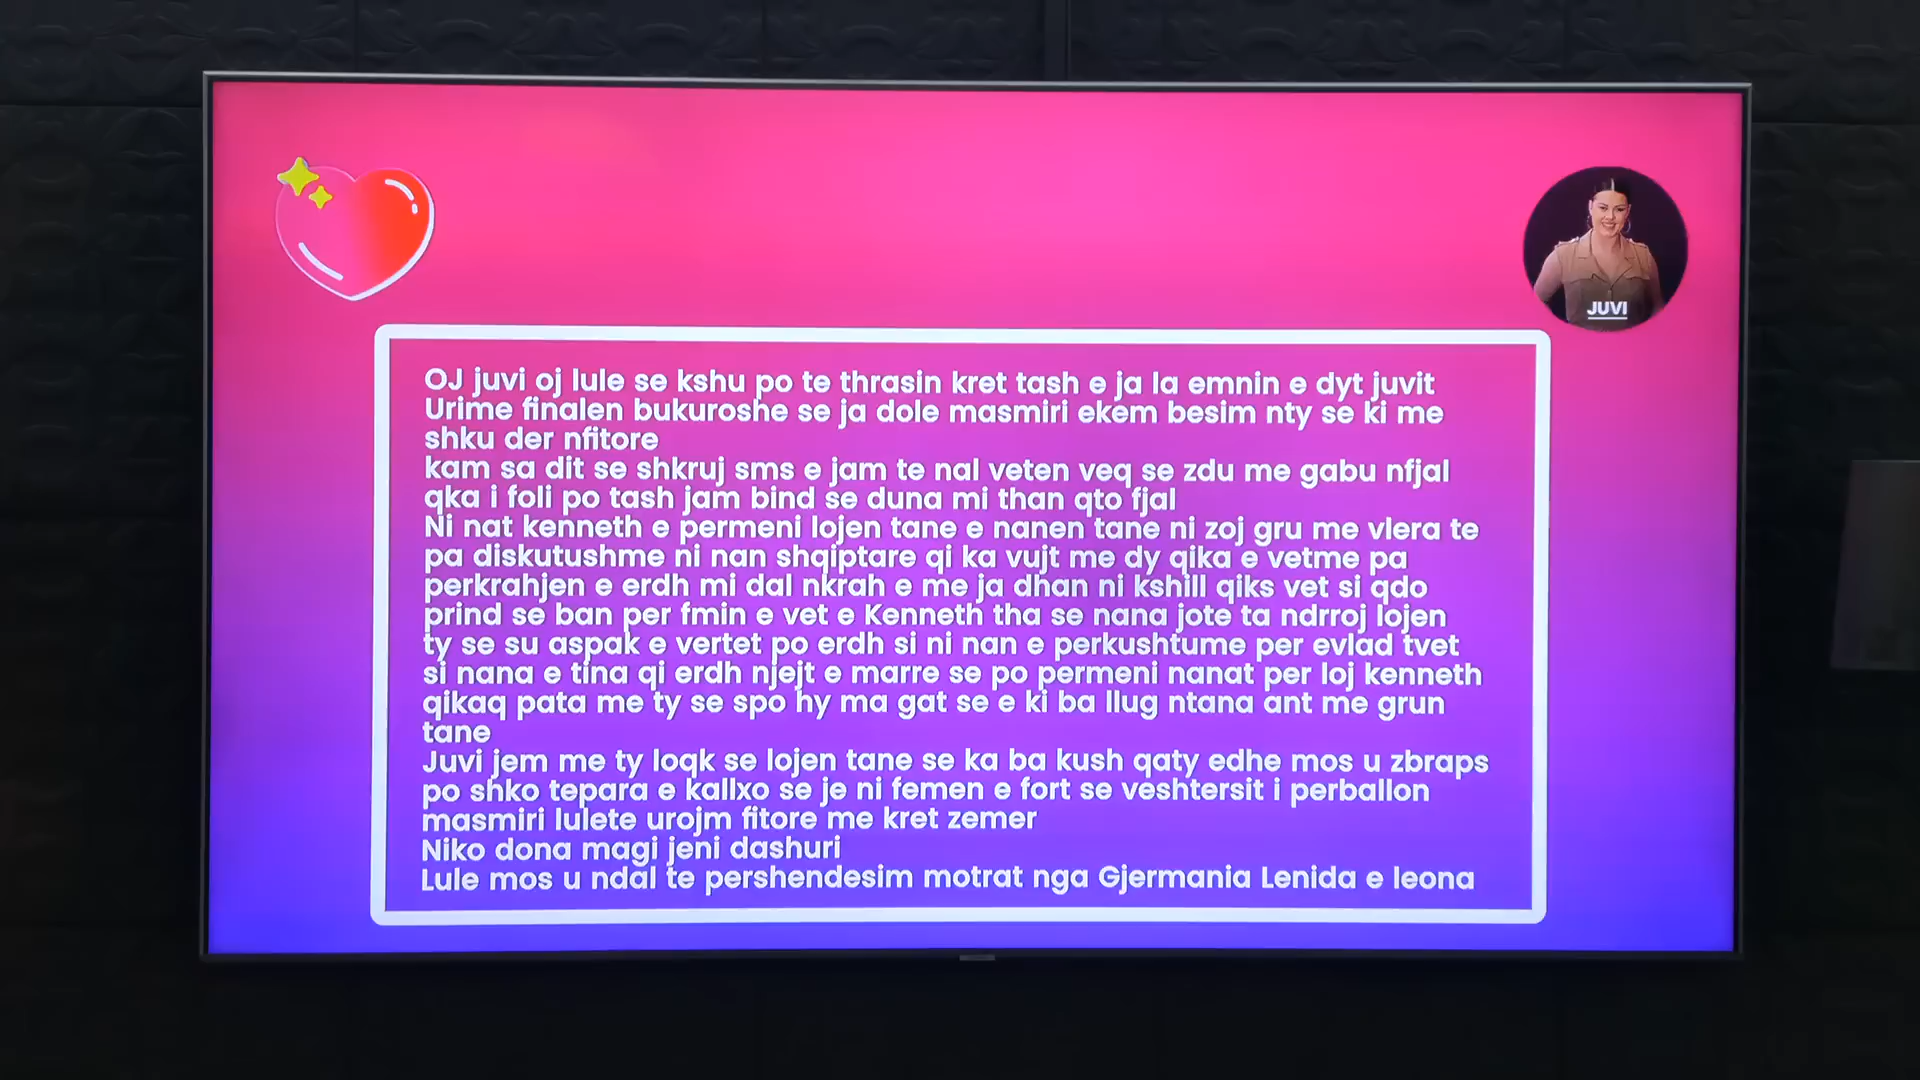 JUVI
OJ juvi oj lule se kshu po te thrasin kret tash e ja la emnin e dyt juvit
Urime finalen bukuroshe se ja dole masmiri ekem besim nty se ki me
shku der nfitore
kam sa dit se shkruj sms e jam te nal veten veq se zdu me gabu nfjal
qka i foli po tash jam bind se duna mi than qto fjal
Ni nat kenneth e permeni lojen tane e nanen tane ni zoj gru me vlera te
pa diskutushme ni nan shqiptare qi ka vujt me dy qika e vetme pa
perkrahjen e erdh mi dal nkrah e me ja dhan ni kshill qiks vet si qdo
prind se ban per fmin e vet e Kenneth tha se nana jote ta ndrroj lojen
ty se su aspak e vertet po erdh si ni nan e perkushtume per evlad tvet
si nana e tina qi erdh njejt e marre se po permeni nanat per loj kenneth
qikaq pata me ty se spo hy ma gat se e ki ba llug ntana ant me grun
tane
Juvi jem me ty loqk se lojen tane se ka ba kush qaty edhe mos u zbraps
po shko tepara e kallxo se je ni femen e fort se veshtersit i perballon
masmiri lulete urojm fitore me kret zemer
Niko dona magi jeni dashuri
Lule mos u ndal te pershendesim motrat nga Gjermania Lenida e leona